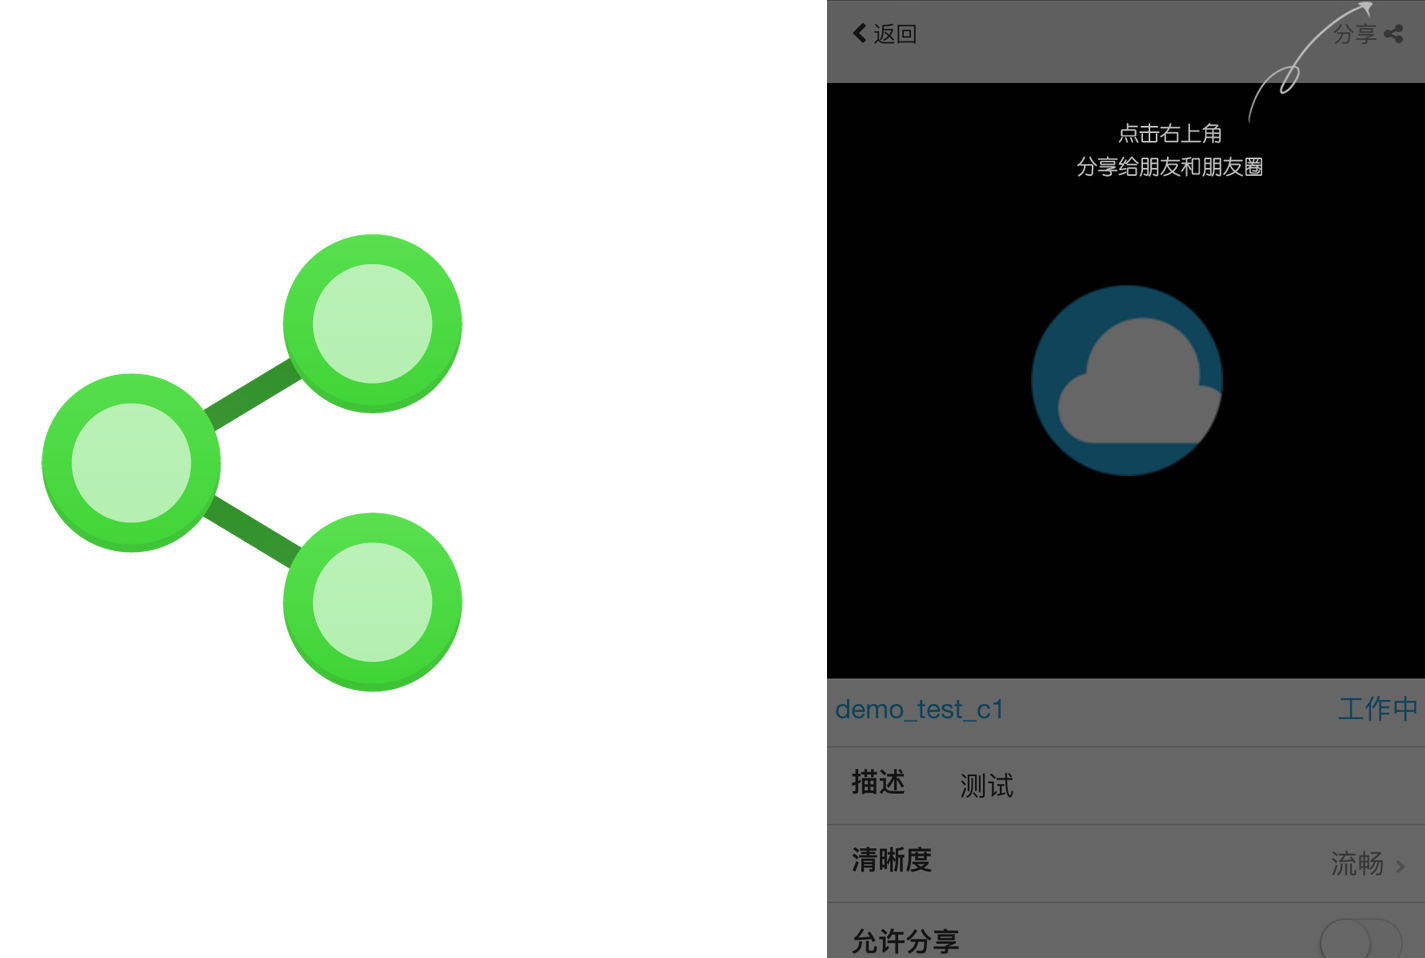 返回
分享
点击右上角
分享给朋友和朋友圈
demo_test_c1
工作中
描述 测试
清晰度 流畅
允许分享